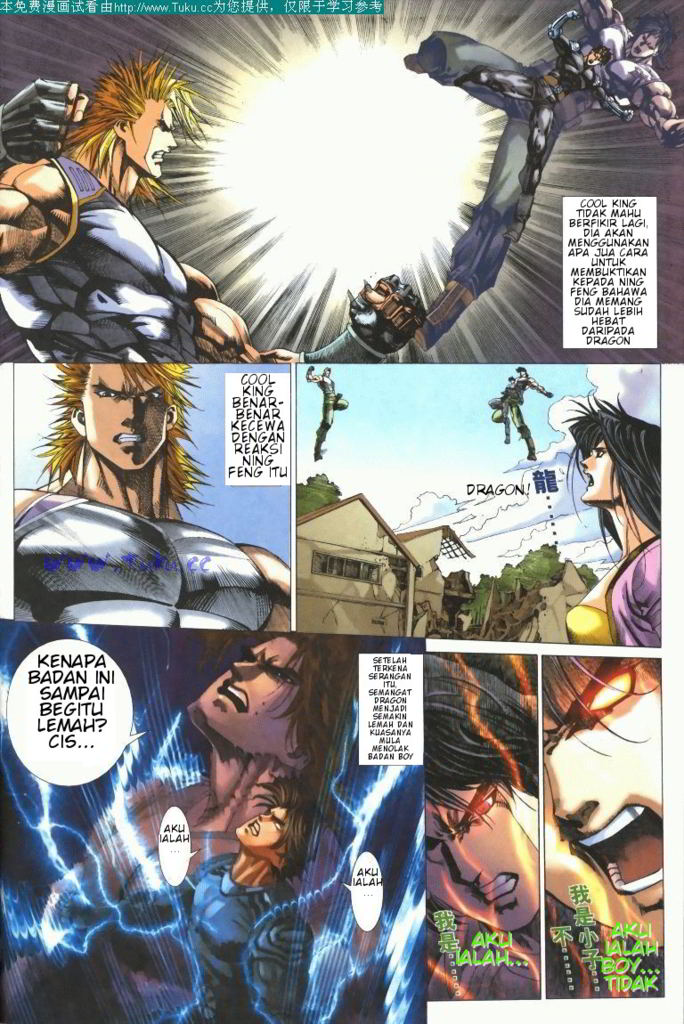 本免费漫画试看由http://www.Tuku.cc为您提供，仅限于学习参考
COOL KING
TIDAK MAHU
BERFIKIR LAGI,
DIA AKAN
MENGGUNAKAN
APA JUA CARA
UNTUK
MEMBUKTIKAN
KEPADA NING
FENG BAHAWA
DIA MEMANG
SUDAH LEBIH
HEBAT
DARIPADA
DRAGON
COOL
KING
BENAR-
BENAR
KECEWA
DENGAN
REAKSI
NING
FENG ITU
www.Tuku.cc
DRAGON!
龍……
KENAPA
BADAN INI
SAMPAI
BEGITU
LEMAH?
CIS...
SETELAH
TERKENA
SERANGAN
ITU,
SEMANGAT
DRAGON
MENJADI
SEMAKIN
LEMAH DAN
KUASANYA
MULA
MENOLAK
BADAN BOY
AKU
IALAH
...
AKU
IALAH
...
我是……
AKU
IALAH...
我是小子……
不……
AKU
IALAH
BOY...
TIDAK